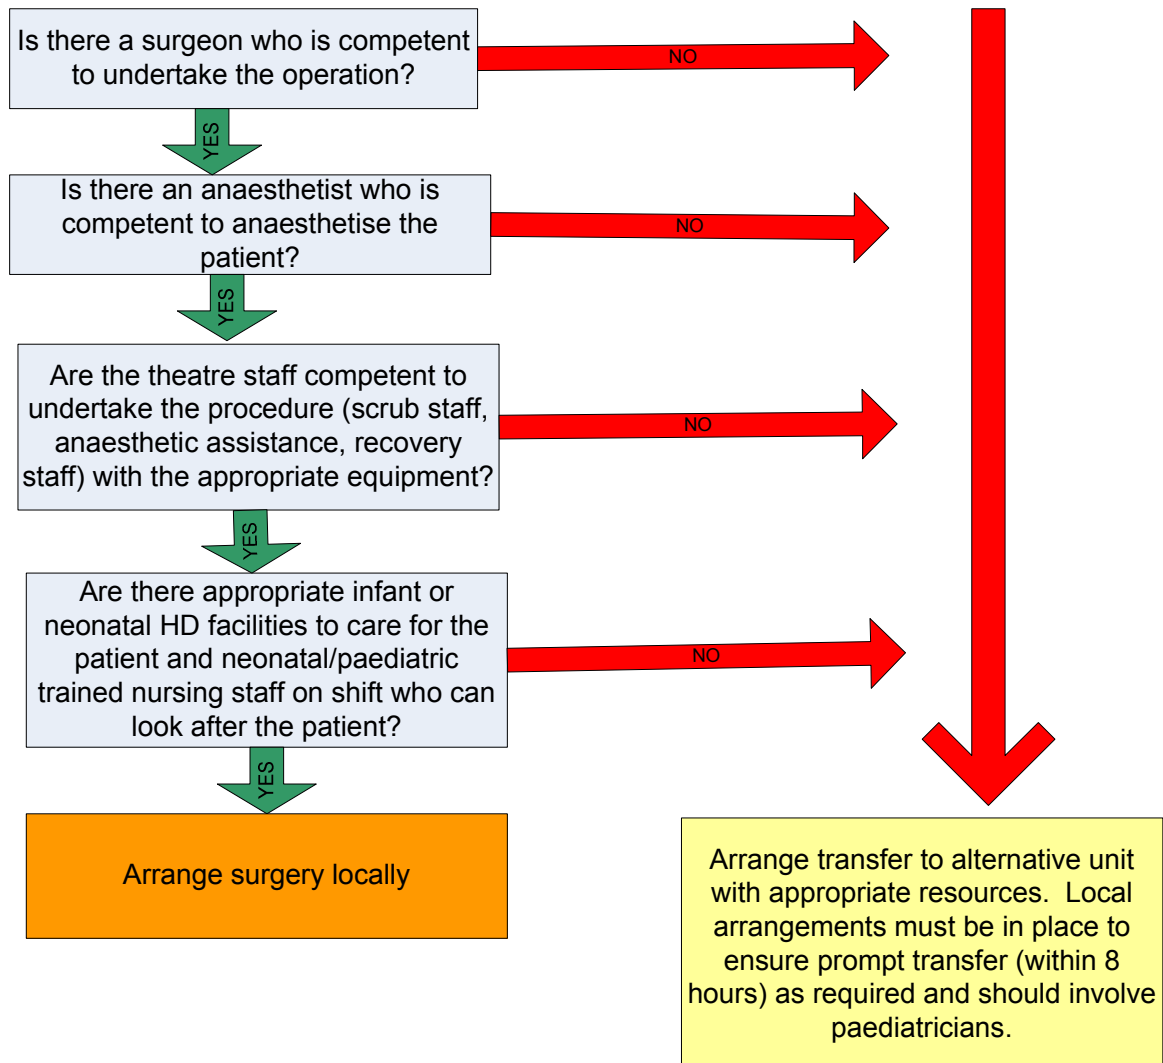 Is there a surgeon who is competent
to undertake the operation?
NO
YES
Is there an anaesthetist who is
competent to anaesthetise the
patient?
NO
YES
Are the theatre staff competent to
undertake the procedure (scrub staff,
anaesthetic assistance, recovery
staff) with the appropriate equipment?
NO
YES
Are there appropriate infant or
neonatal HD facilities to care for the
patient and neonatal/paediatric
trained nursing staff on shift who can
look after the patient?
NO
YES
Arrange surgery locally
Arrange transfer to alternative unit
with appropriate resources.  Local
arrangements must be in place to
ensure prompt transfer (within 8
hours) as required and should involve
paediatricians.